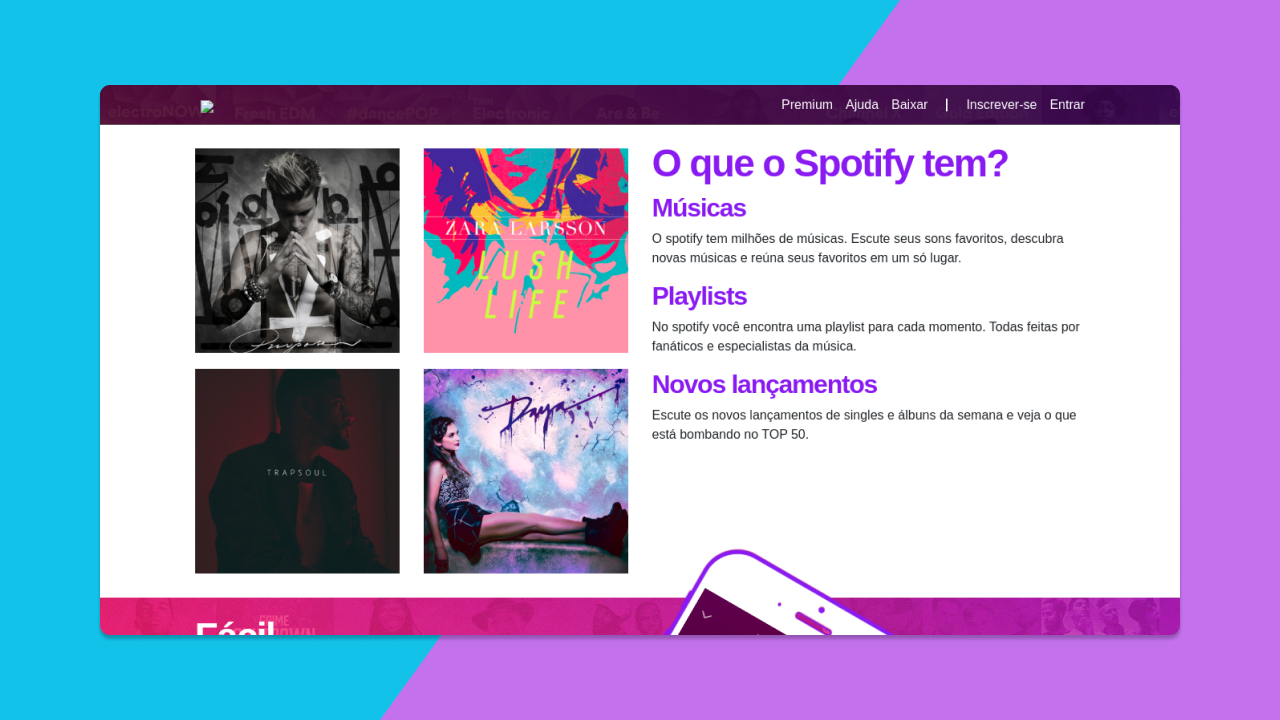 electroNOW
Fresh EDM
#dancePOP
Electronic
Are & Be
Premium Ajuda Baixar | Inscrever-se Entrar
Purpose
ZARA LARSSON
LUSH
LIFE
TRAPSOUL
Daya
O que o Spotify tem?
Músicas
O spotify tem milhões de músicas. Escute seus sons favoritos, descubra
novas músicas e reúna seus favoritos em um só lugar.
Playlists
No spotify você encontra uma playlist para cada momento. Todas feitas por
fanáticos e especialistas da música.
Novos lançamentos
Escute os novos lançamentos de singles e álbuns da semana e veja o que
está bombando no TOP 50.
Fácil